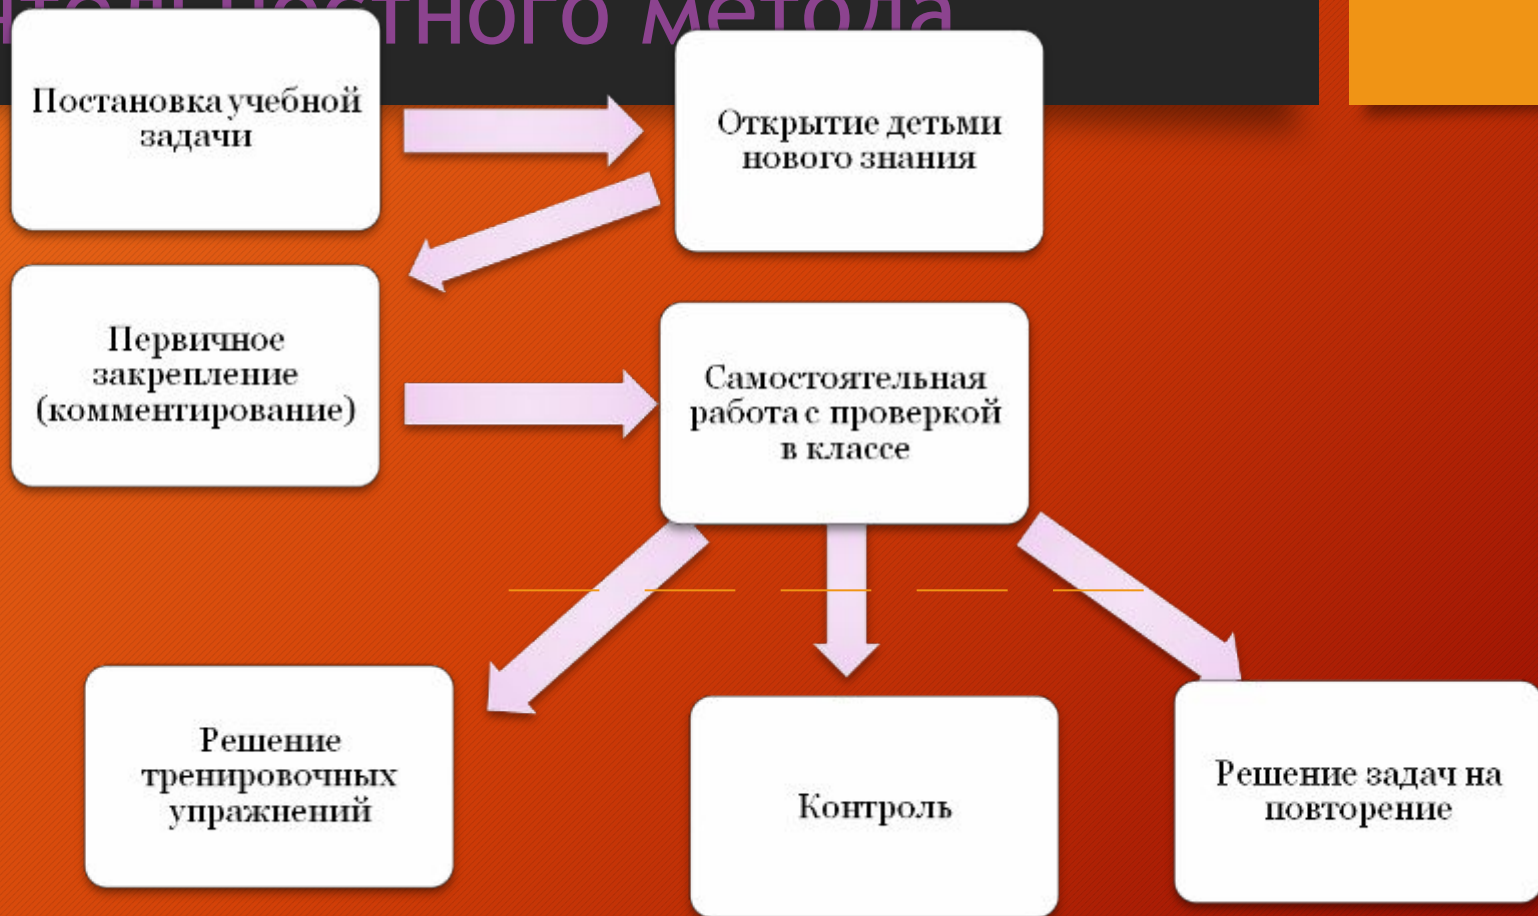 метода
Постановка учебной
задачи
Открытие детьми
нового знания
Первичное
закрепление
(комментирование)
Самостоятельная
работа с проверкой
в классе
Решение
тренировочных
упражнений
Контроль
Решение задач на
повторение